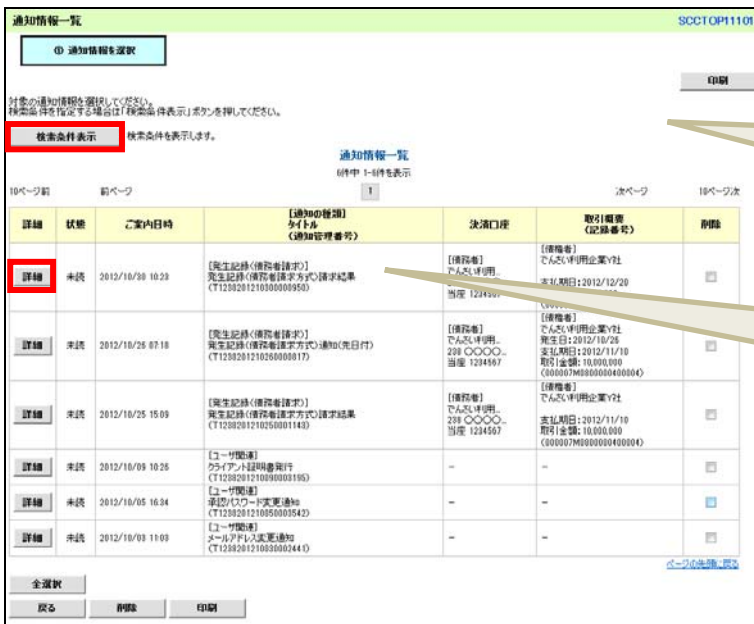 通知情報一覧
SCCTOP11101
① 通知情報を選択
印刷
対象の通知情報を選択してください。
検索条件を指定する場合は「検索条件表示」ボタンを押してください。
検索条件表示 検索条件を表示します。
通知情報一覧
6件中 1-6件を表示
10ページ前 前ページ 1 次ページ 10ページ次
詳細 状態 ご案内日時 【通知の種類】 タイトル (通知管理番号) 決済口座 取引概要 (記録番号) 削除
詳細 未読 2012/10/30 10:23
[発生記録(債務者請求)]
発生記録(債務者請求方式)請求結果
(T1238201210300000950)
[債務者]
でんさい利用_
当座
[債権者]
でんさい利用企業Y社
支払期日:2012/12/20
詳細 未読 2012/10/26 07:18
[発生記録(債務者請求)]
発生記録(債務者請求方式)通知(先日付)
(T1238201210260000017)
[債務者]
でんさい利用_
238 〇〇〇〇_
当座 1234567
[債権者]
でんさい利用企業Y社
発生日:2012/10/26
支払期日:2012/11/10
取引金額:10,000,000
詳細 未読 2012/10/25 15:09
[発生記録(債務者請求)]
発生記録(債務者請求方式)請求結果
(T1238201210250001143)
[債務者]
でんさい利用_
238 〇〇〇〇_
当座 1234567
[債権者]
でんさい利用企業Y社
支払期日:2012/11/10
取引金額:10,000,000
詳細 未読 2012/10/09 10:26
[ユーザ関連]
クライアント証明書発行
(T1238201210090003195)
- -
詳細 未読 2012/10/05 16:34
[ユーザ関連]
承認パスワード変更通知
(T1238201210050003542)
- -
詳細 未読 2012/10/03 11:03
[ユーザ関連]
メールアドレス変更通知
(T1238201210030002441)
- -
ページの先頭に戻る
全選択
戻る 削除 印刷